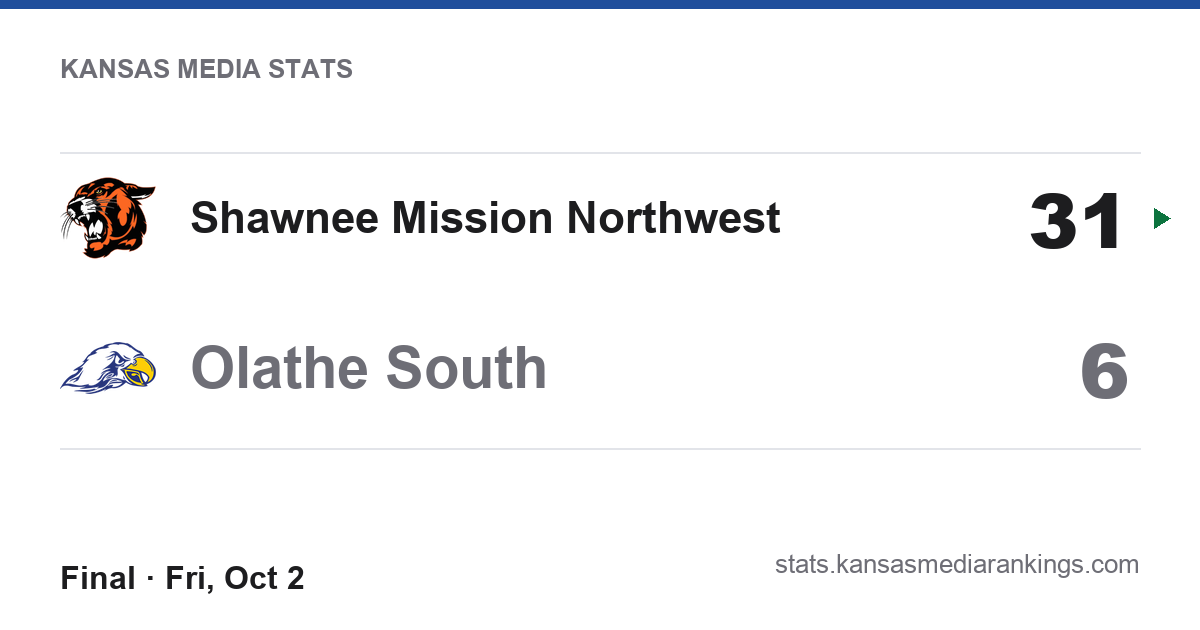 KANSAS MEDIA STATS
Shawnee Mission Northwest 31
Olathe South 6
Final · Fri, Oct 2
stats.kansasmediarankings.com